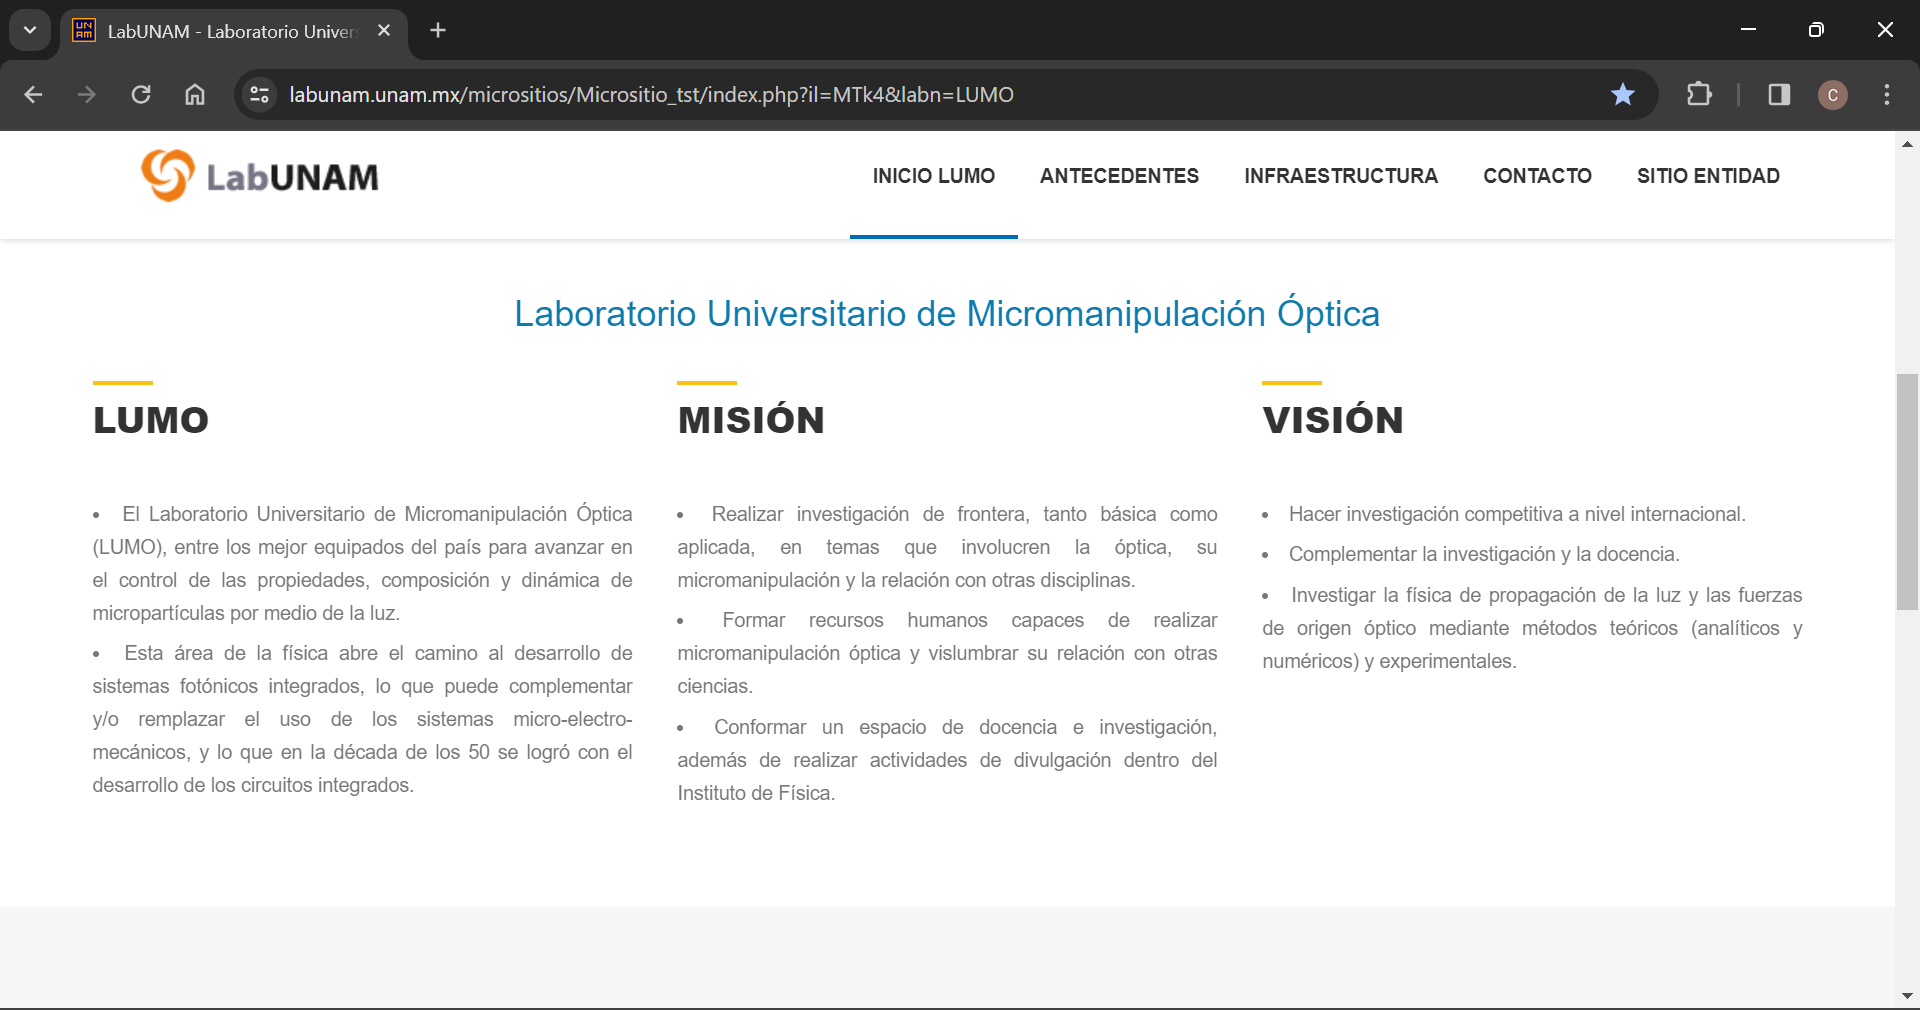 LabUNAM - Laboratorio Univer
labunam.unam.mx/micrositios/Micrositio_tst/index.php?il=MTk4&labn=LUMO
C
LabUNAM
INICIO LUMO
ANTECEDENTES
INFRAESTRUCTURA
CONTACTO
SITIO ENTIDAD
Laboratorio Universitario de Micromanipulación Óptica
LUMO
• El Laboratorio Universitario de Micromanipulación Óptica
(LUMO), entre los mejor equipados del país para avanzar en
el control de las propiedades, composición y dinámica de
micropartículas por medio de la luz.
• Esta área de la física abre el camino al desarrollo de
sistemas fotónicos integrados, lo que puede complementar
y/o remplazar el uso de los sistemas micro-electro-
mecánicos, y lo que en la década de los 50 se logró con el
desarrollo de los circuitos integrados.
MISIÓN
• Realizar investigación de frontera, tanto básica como
aplicada, en temas que involucren la óptica, su
micromanipulación y la relación con otras disciplinas.
• Formar recursos humanos capaces de realizar
micromanipulación óptica y vislumbrar su relación con otras
ciencias.
• Conformar un espacio de docencia e investigación,
además de realizar actividades de divulgación dentro del
Instituto de Física.
VISIÓN
• Hacer investigación competitiva a nivel internacional.
• Complementar la investigación y la docencia.
• Investigar la física de propagación de la luz y las fuerzas
de origen óptico mediante métodos teóricos (analíticos y
numéricos) y experimentales.